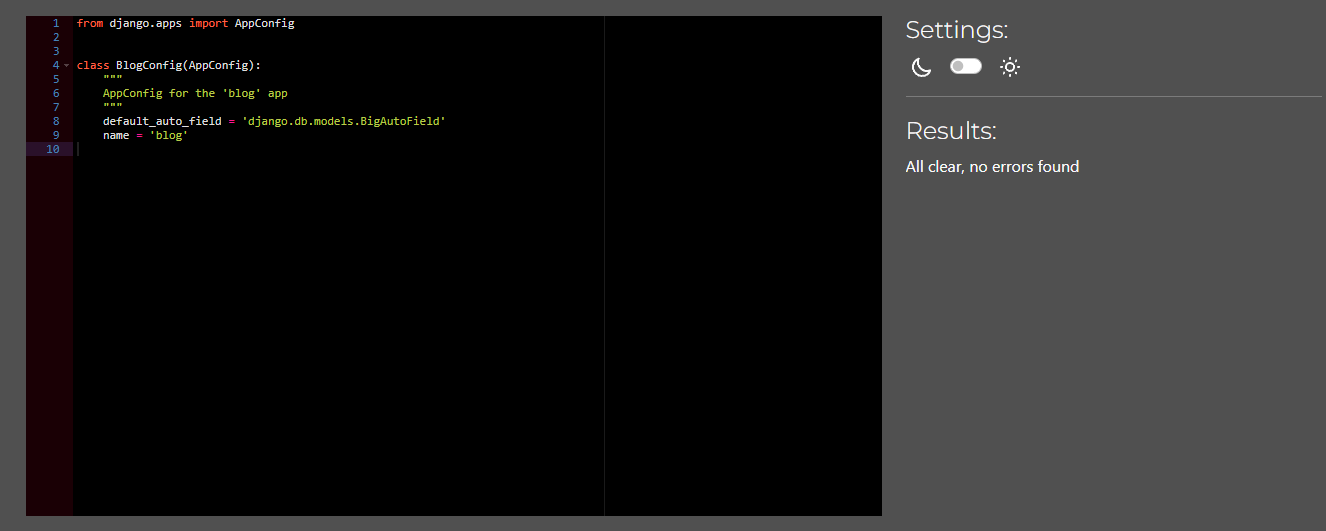 1 from django.apps import AppConfig
2
3
4 class BlogConfig(AppConfig):
5     """
6     AppConfig for the 'blog' app
7     """
8     default_auto_field = 'django.db.models.BigAutoField'
9     name = 'blog'
10
Settings:
Results:
All clear, no errors found